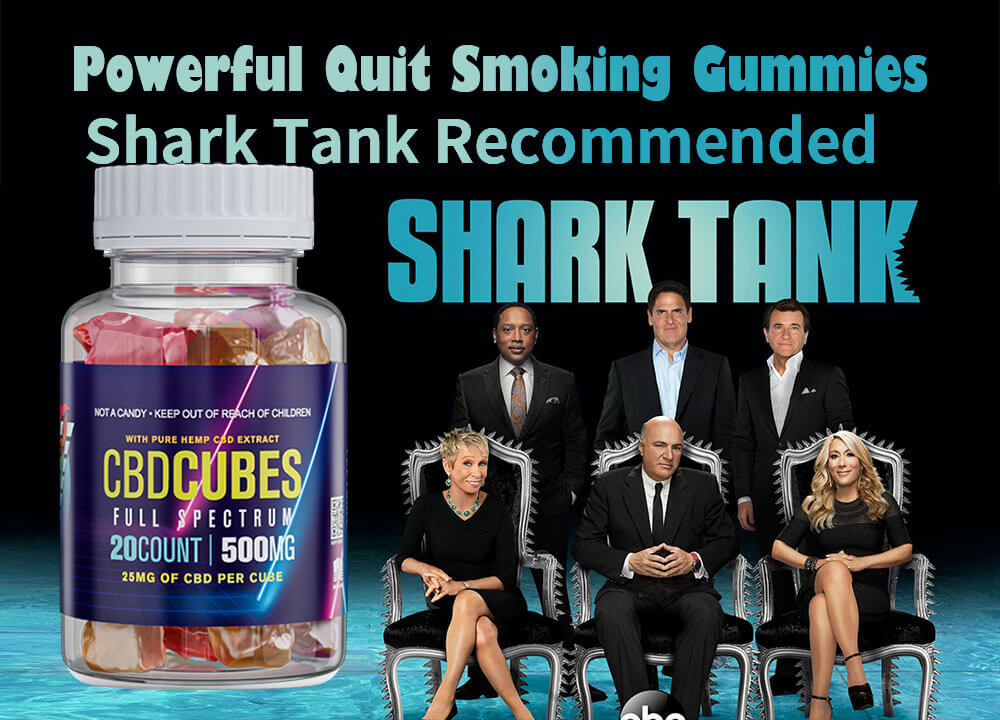 Powerful Quit Smoking Gummies
Shark Tank Recommended
SHARK TANK
NOT A CANDY • KEEP OUT OF REACH OF CHILDREN
WITH PURE HEMP CBD EXTRACT
CBDCUBES
FULL SPECTRUM
20COUNT | 500MG
25MG OF CBD PER CUBE
abc